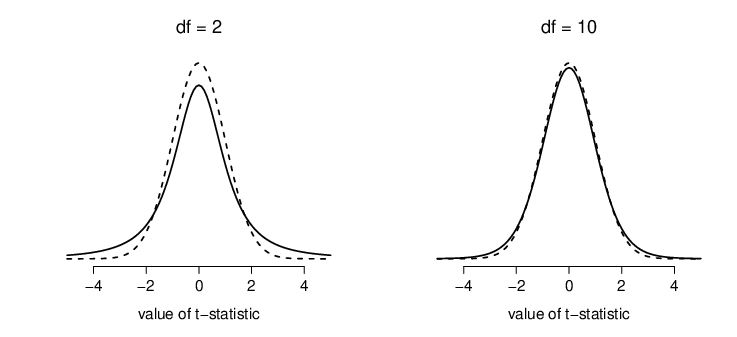 df = 2
−4 −2 0 2 4
value of t−statistic
df = 10
−4 −2 0 2 4
value of t−statistic